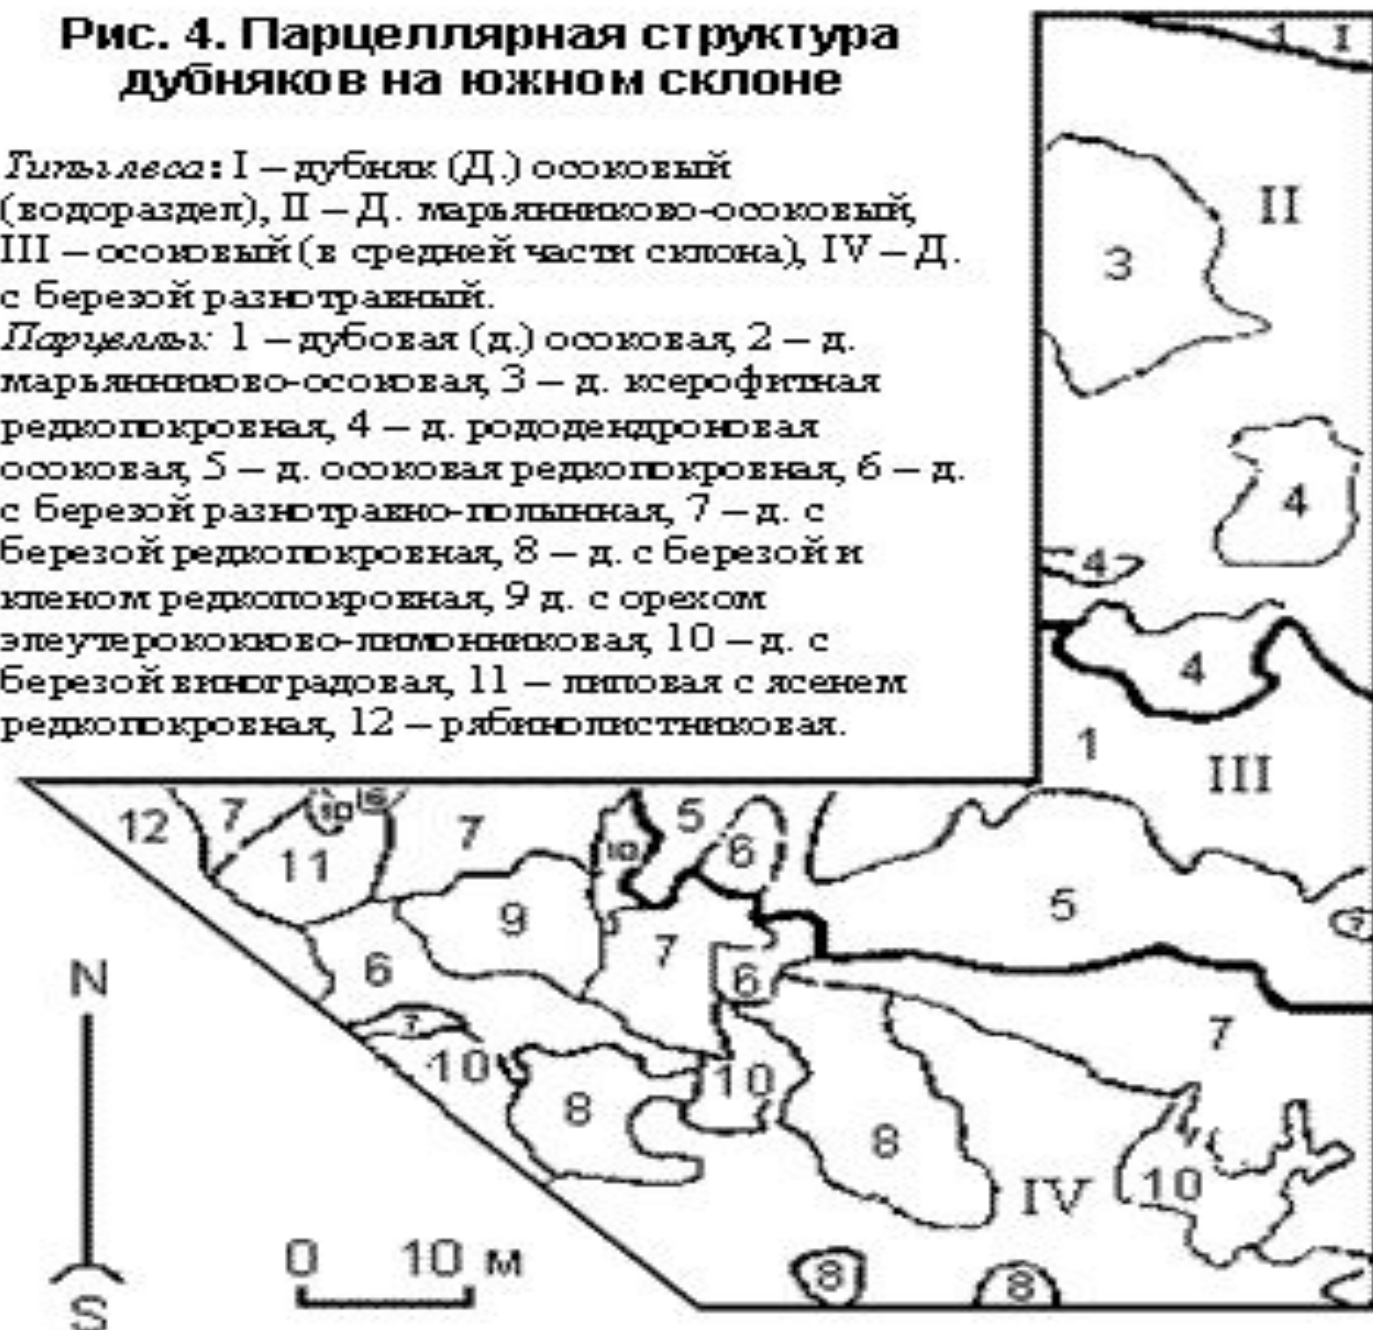 Рис. 4. Парцеллярная структура
дубняков на южном склоне
Типы леса: I – дубняк (Д.) осоковый
(водораздел), II – Д. марьянниково-осоковый,
III – осоковый (в средней части склона), IV – Д.
с березой разнотравный.
Парцеллы: 1 – дубовая (д.) осоковая, 2 – д.
марьянниково-осоковая, 3 – д. ксерофитная
редкопокровная, 4 – д. рододендроновая
осоковая, 5 – д. осоковая редкопокровная, 6 – д.
с березой разнотравно-полынная, 7 – д. с
березой редкопокровная, 8 – д. с березой и
кленом редкопокровная, 9 д. с орехом
элеутерококково-лимонниковая, 10 – д. с
березой виноградовая, 11 – липовая с ясенем
редкопокровная, 12 – рябинолистниковая.
1 I
II
3
4
4
4
1
III
12 7 10 6 7 10 5 6
11
9 7 6 5 7
6
7
10 8 10 8 7
IV 10
8 8
N
S
0 10 м